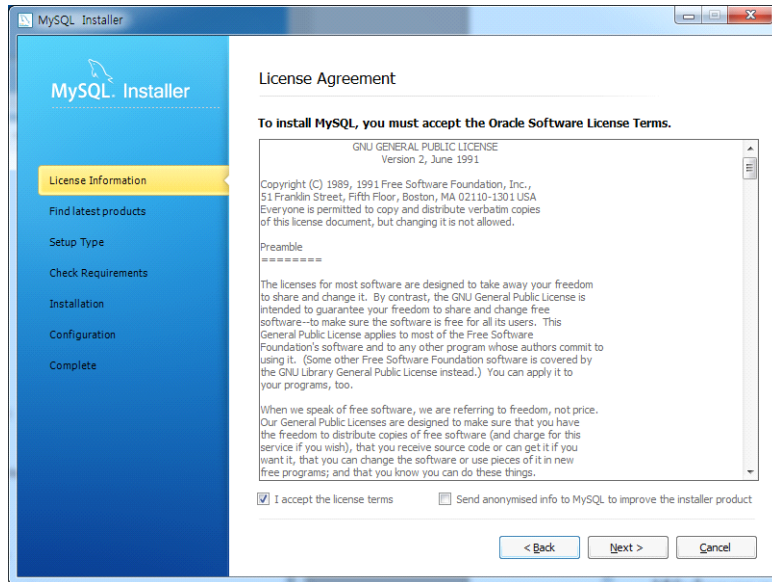 MySQL Installer
MySQL. Installer
License Information
Find latest products
Setup Type
Check Requirements
Installation
Configuration
Complete
License Agreement
To install MySQL, you must accept the Oracle Software License Terms.
GNU GENERAL PUBLIC LICENSE
Version 2, June 1991
Copyright (C) 1989, 1991 Free Software Foundation, Inc.,
51 Franklin Street, Fifth Floor, Boston, MA 02110-1301 USA
Everyone is permitted to copy and distribute verbatim copies
of this license document, but changing it is not allowed.
Preamble
========
The licenses for most software are designed to take away your freedom
to share and change it.  By contrast, the GNU General Public License is
intended to guarantee your freedom to share and change free
software--to make sure the software is free for all its users.  This
General Public License applies to most of the Free Software
Foundation's software and to any other program whose authors commit to
using it.  (Some other Free Software Foundation software is covered by
the GNU Library General Public License instead.)  You can apply it to
your programs, too.
When we speak of free software, we are referring to freedom, not price.
Our General Public Licenses are designed to make sure that you have
the freedom to distribute copies of free software (and charge for this
service if you wish), that you receive source code or can get it if you
want it, that you can change the software or use pieces of it in new
free programs; and that you know you can do these things.
I accept the license terms
Send anonymised info to MySQL to improve the installer product
< Back
Next >
Cancel